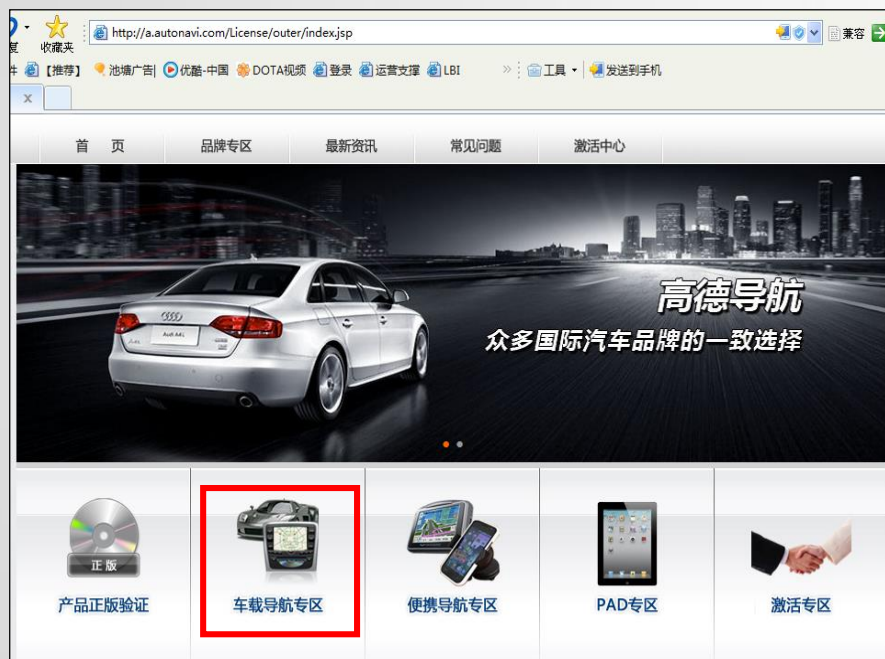 http://a.autonavi.com/License/outer/index.jsp
兼容
收藏夹
【推荐】 池塘广告| 优酷-中国 DOTA视频 登录 运营支撑 LBI » 工具 发送到手机
x
首 页 品牌专区 最新资讯 常见问题 激活中心
高德导航
众多国际汽车品牌的一致选择
Audi A4L
正版
产品正版验证 车载导航专区 便携导航专区 PAD专区 激活专区